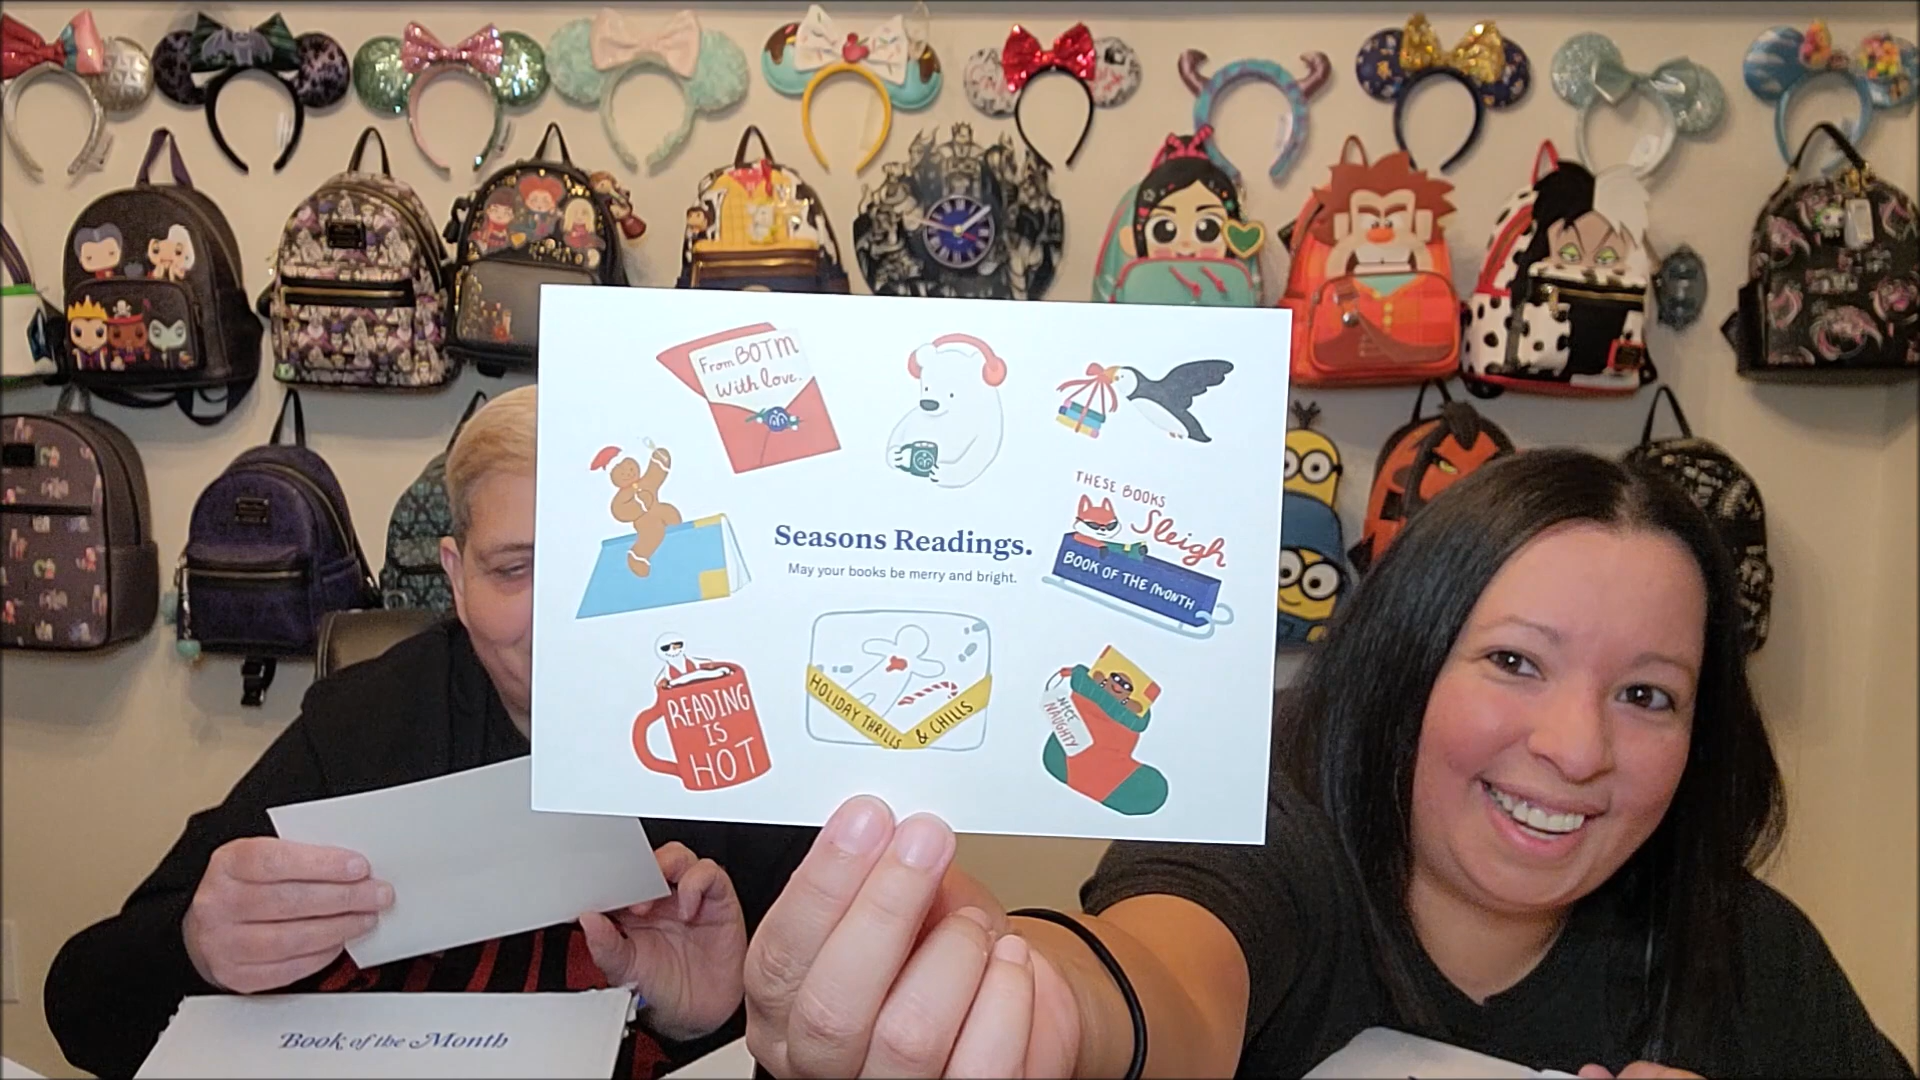 From BOTM
with love.
THESE BOOKS
Sleigh
BOOK OF THE MONTH
Seasons Readings.
May your books be merry and bright.
READING
IS
HOT
HOLIDAY THRILLS & CHILLS
NICE
NAUGHTY
Book of the Month